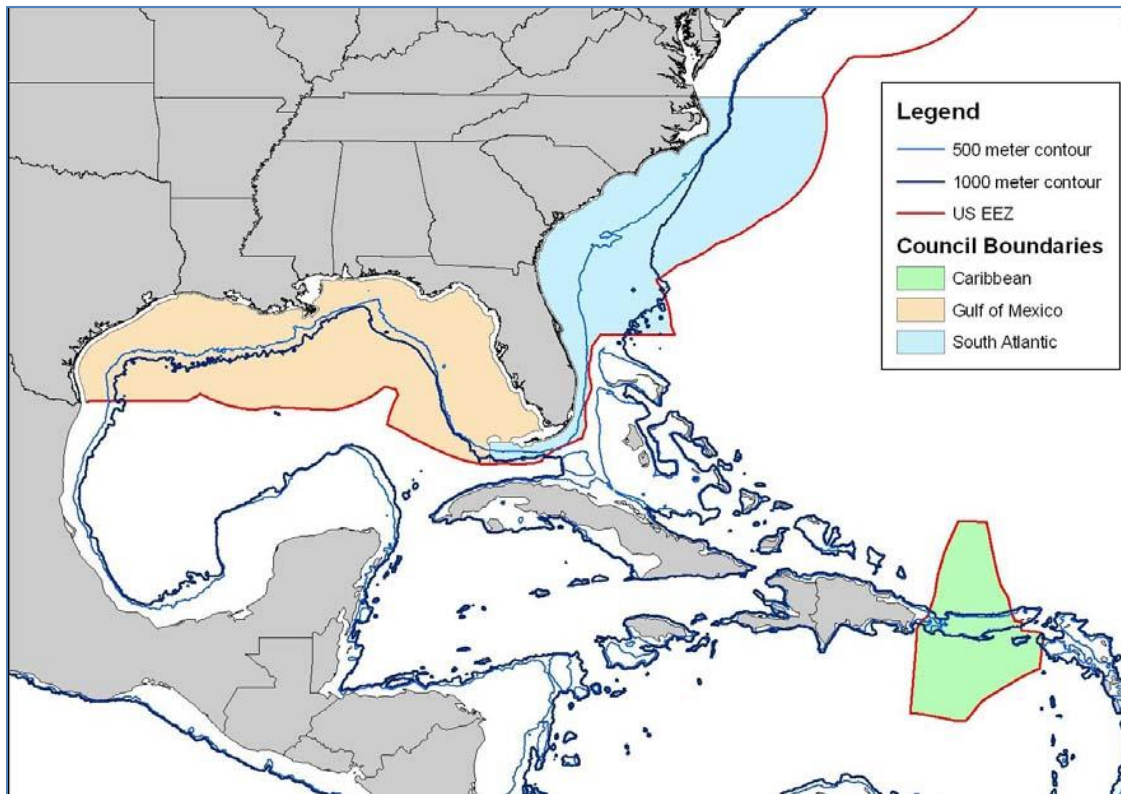 Legend
500 meter contour
1000 meter contour
US EEZ
Council Boundaries
Caribbean
Gulf of Mexico
South Atlantic